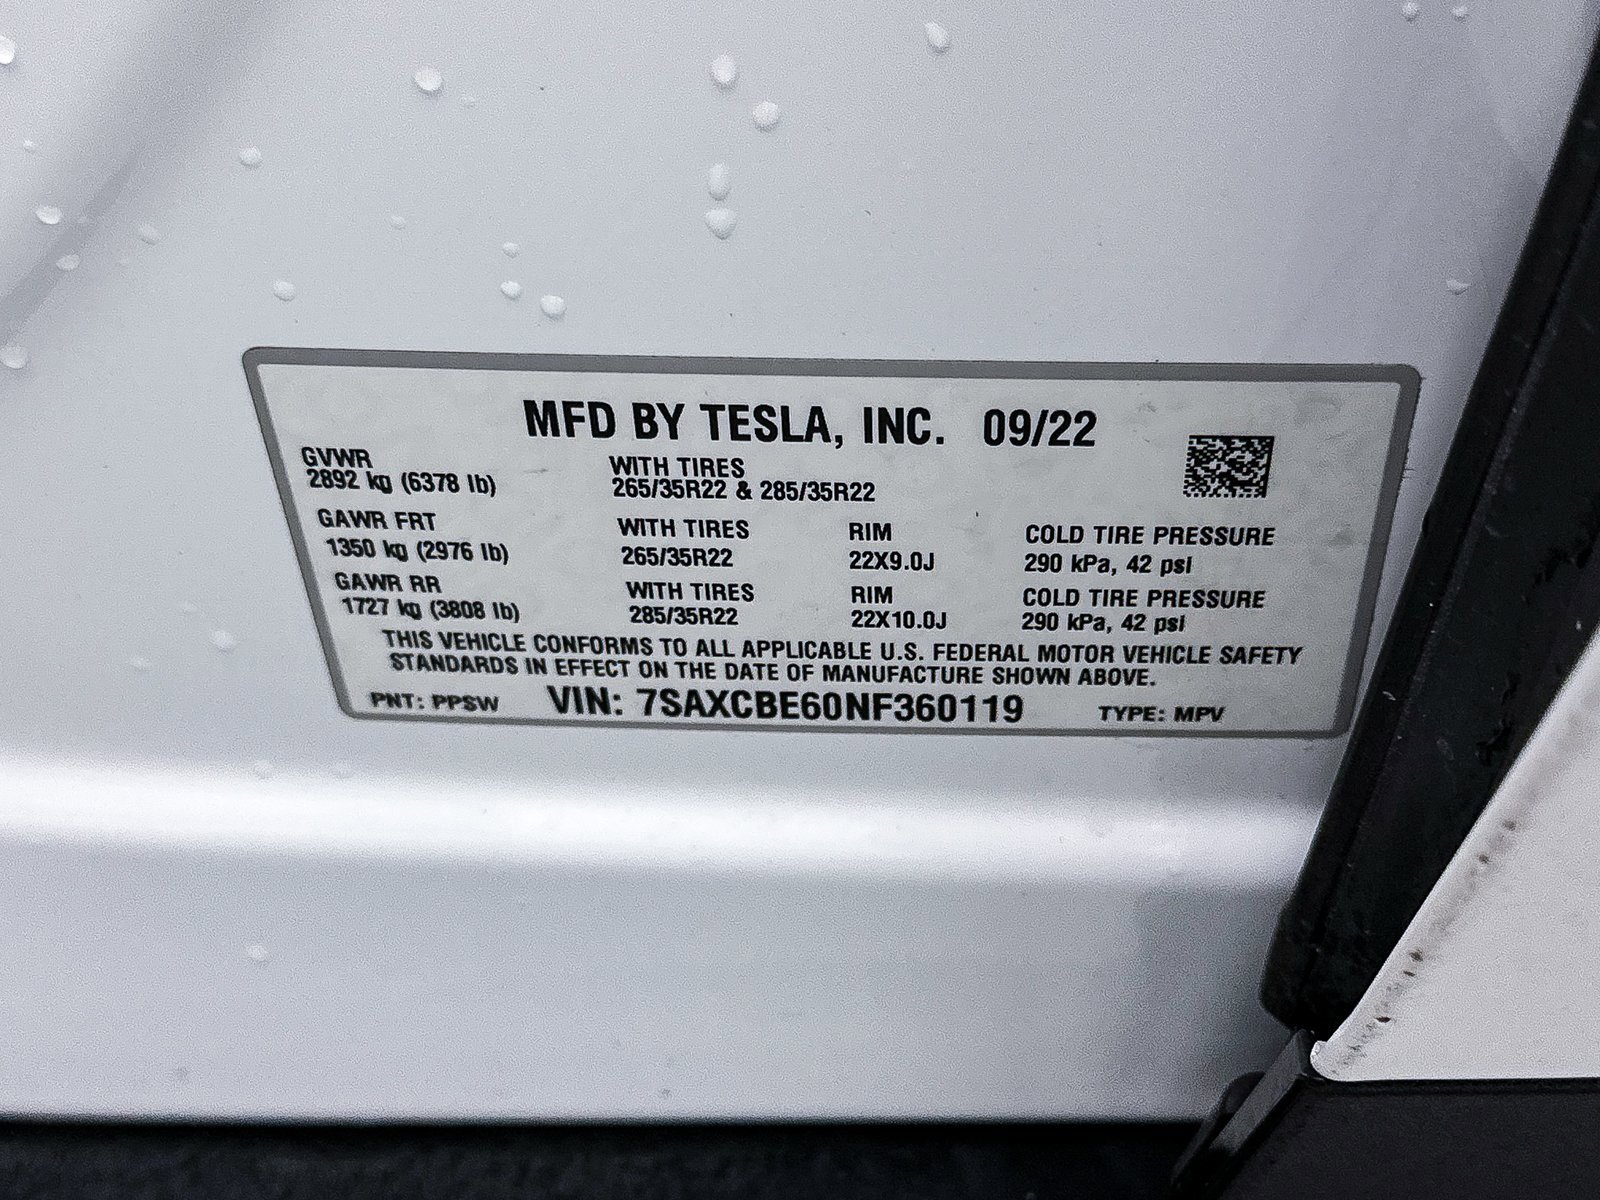 MFD BY TESLA, INC. 09/22
GVWR WITH TIRES
2892 kg (6378 lb) 265/35R22 & 285/35R22
GAWR FRT WITH TIRES RIM COLD TIRE PRESSURE
1350 kg (2976 lb) 265/35R22 22X9.0J 290 kPa, 42 psi
GAWR RR WITH TIRES RIM COLD TIRE PRESSURE
1727 kg (3808 lb) 285/35R22 22X10.0J 290 kPa, 42 psi
THIS VEHICLE CONFORMS TO ALL APPLICABLE U.S. FEDERAL MOTOR VEHICLE SAFETY
STANDARDS IN EFFECT ON THE DATE OF MANUFACTURE SHOWN ABOVE.
PNT: PPSW VIN: 7SAXCBE60NF360119 TYPE: MPV